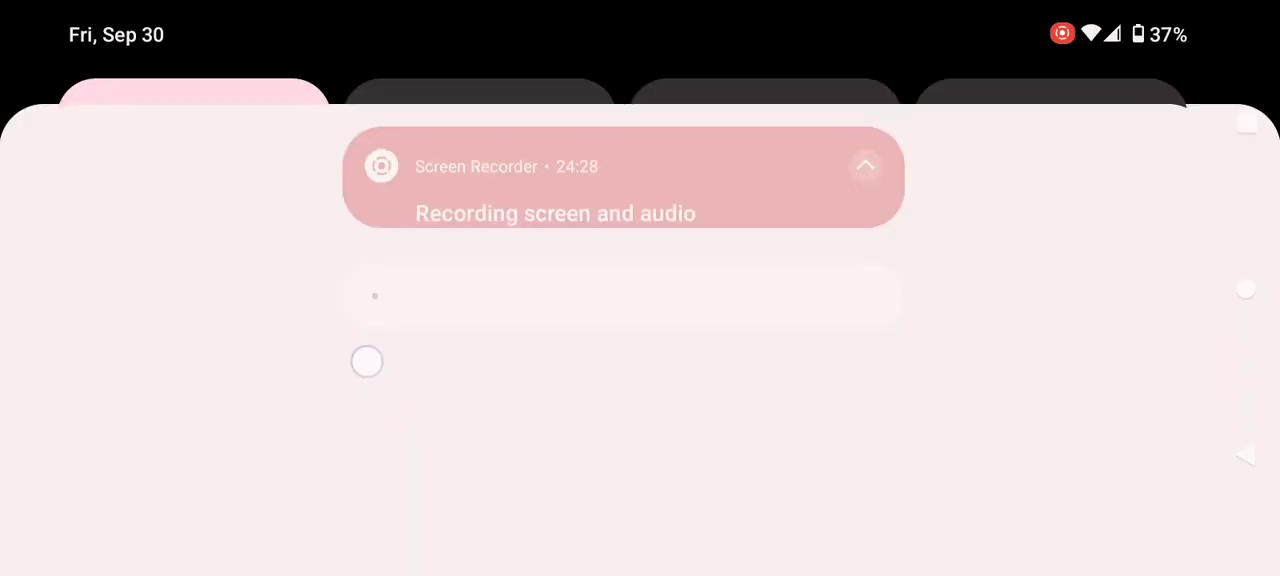 Fri, Sep 30
37%
Screen Recorder • 24:28
Recording screen and audio